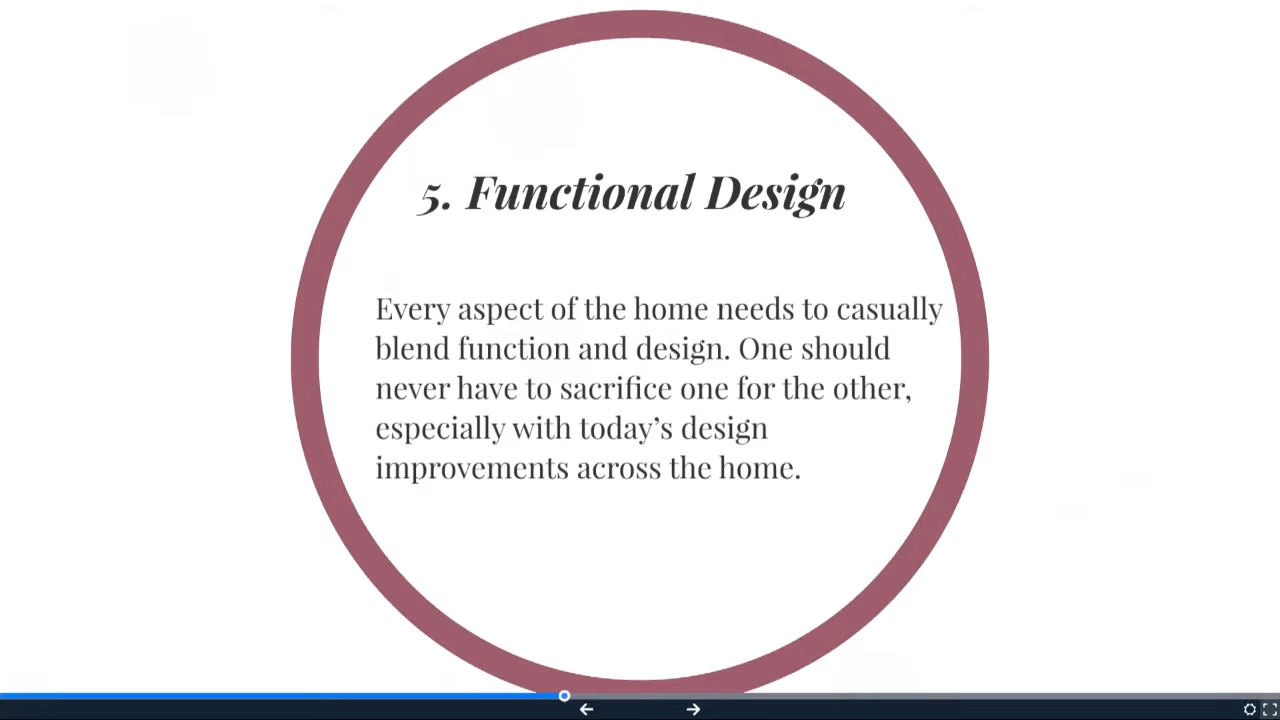 5. Functional Design
Every aspect of the home needs to casually
blend function and design. One should
never have to sacrifice one for the other,
especially with today’s design
improvements across the home.